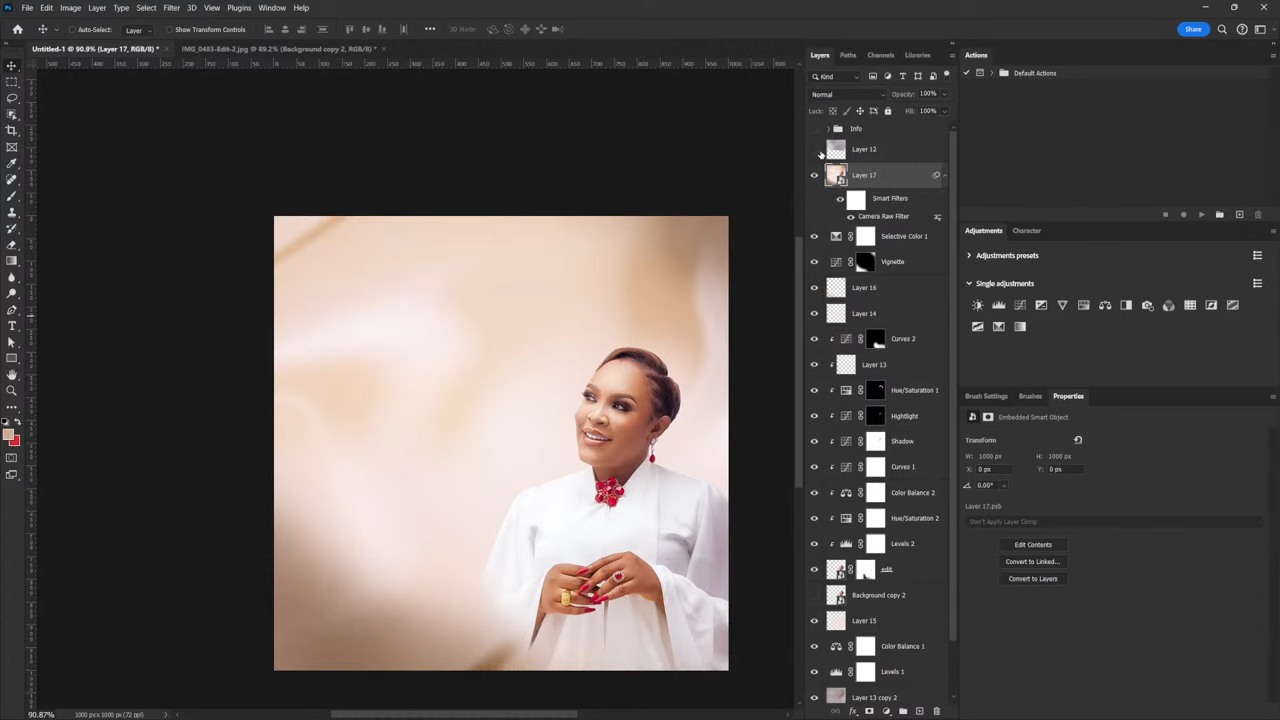 File Edit Image Layer Type Select Filter 3D View Plugins Window Help
Auto-Select: Layer Show Transform Controls 3D Mode: Share
Untitled-1 @ 90.9% (Layer 17, RGB/8) * × IMG_0483-Edit-2.jpg @ 89.2% (Background copy 2, RGB/8) * ×
Layers Paths Channels Libraries
Kind
Normal Opacity: 100%
Lock: Fill: 100%
Info
Layer 12
Layer 17
Smart Filters
Camera Raw Filter
Selective Color 1
Vignette
Layer 16
Layer 14
Curves 2
Layer 13
Hue/Saturation 1
Hightlight
Shadow
Curves 1
Color Balance 2
Hue/Saturation 2
Levels 2
edit
Background copy 2
Layer 15
Color Balance 1
Levels 1
Layer 13 copy 2
Actions
Default Actions
Adjustments Character
Adjustments presets
Single adjustments
Brush Settings Brushes Properties
Embedded Smart Object
Transform
W: 1000 px H: 1000 px
X: 0 px Y: 0 px
0.00°
Layer 17.psb
Don't Apply Layer Comp
Edit Contents
Convert to Linked...
Convert to Layers
90.87% 1000 px x 1000 px (72 ppi)